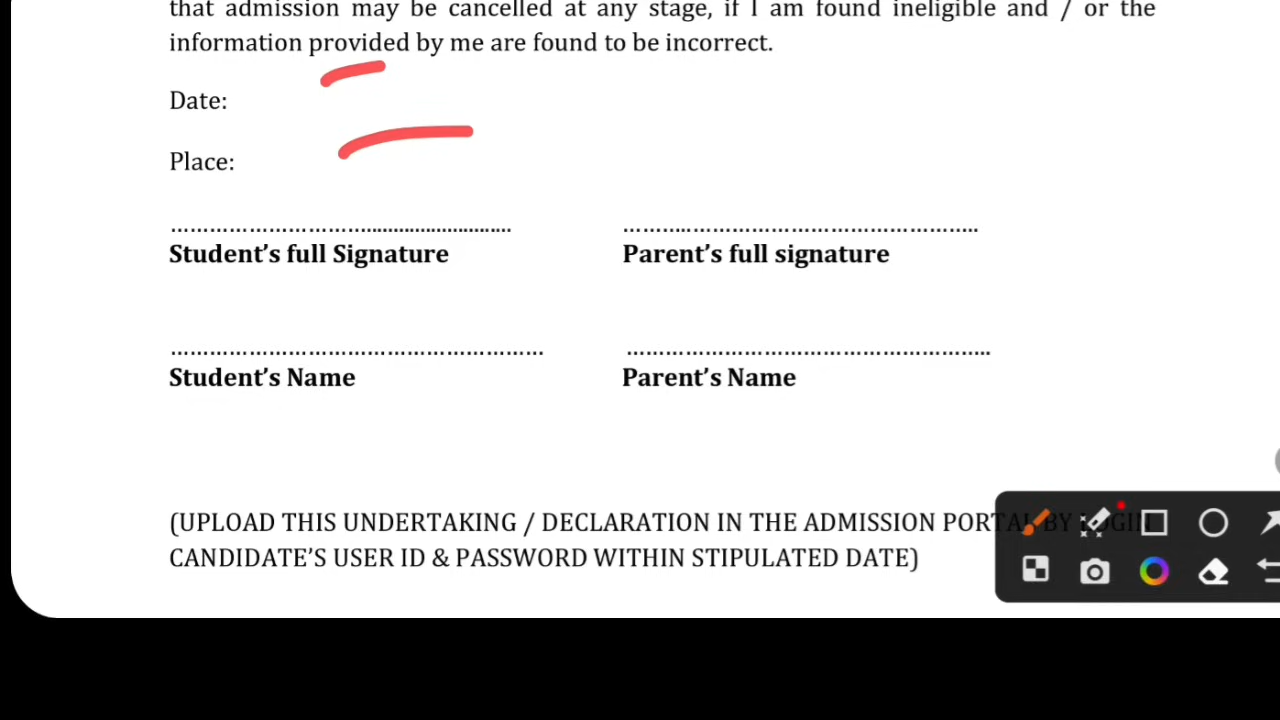 that admission may be cancelled at any stage, if I am found ineligible and / or the
information provided by me are found to be incorrect.
Date:
Place:
Student’s full Signature
Parent’s full signature
Student’s Name
Parent’s Name
(UPLOAD THIS UNDERTAKING / DECLARATION IN THE ADMISSION PORTAL BY LOGIN
CANDIDATE’S USER ID & PASSWORD WITHIN STIPULATED DATE)